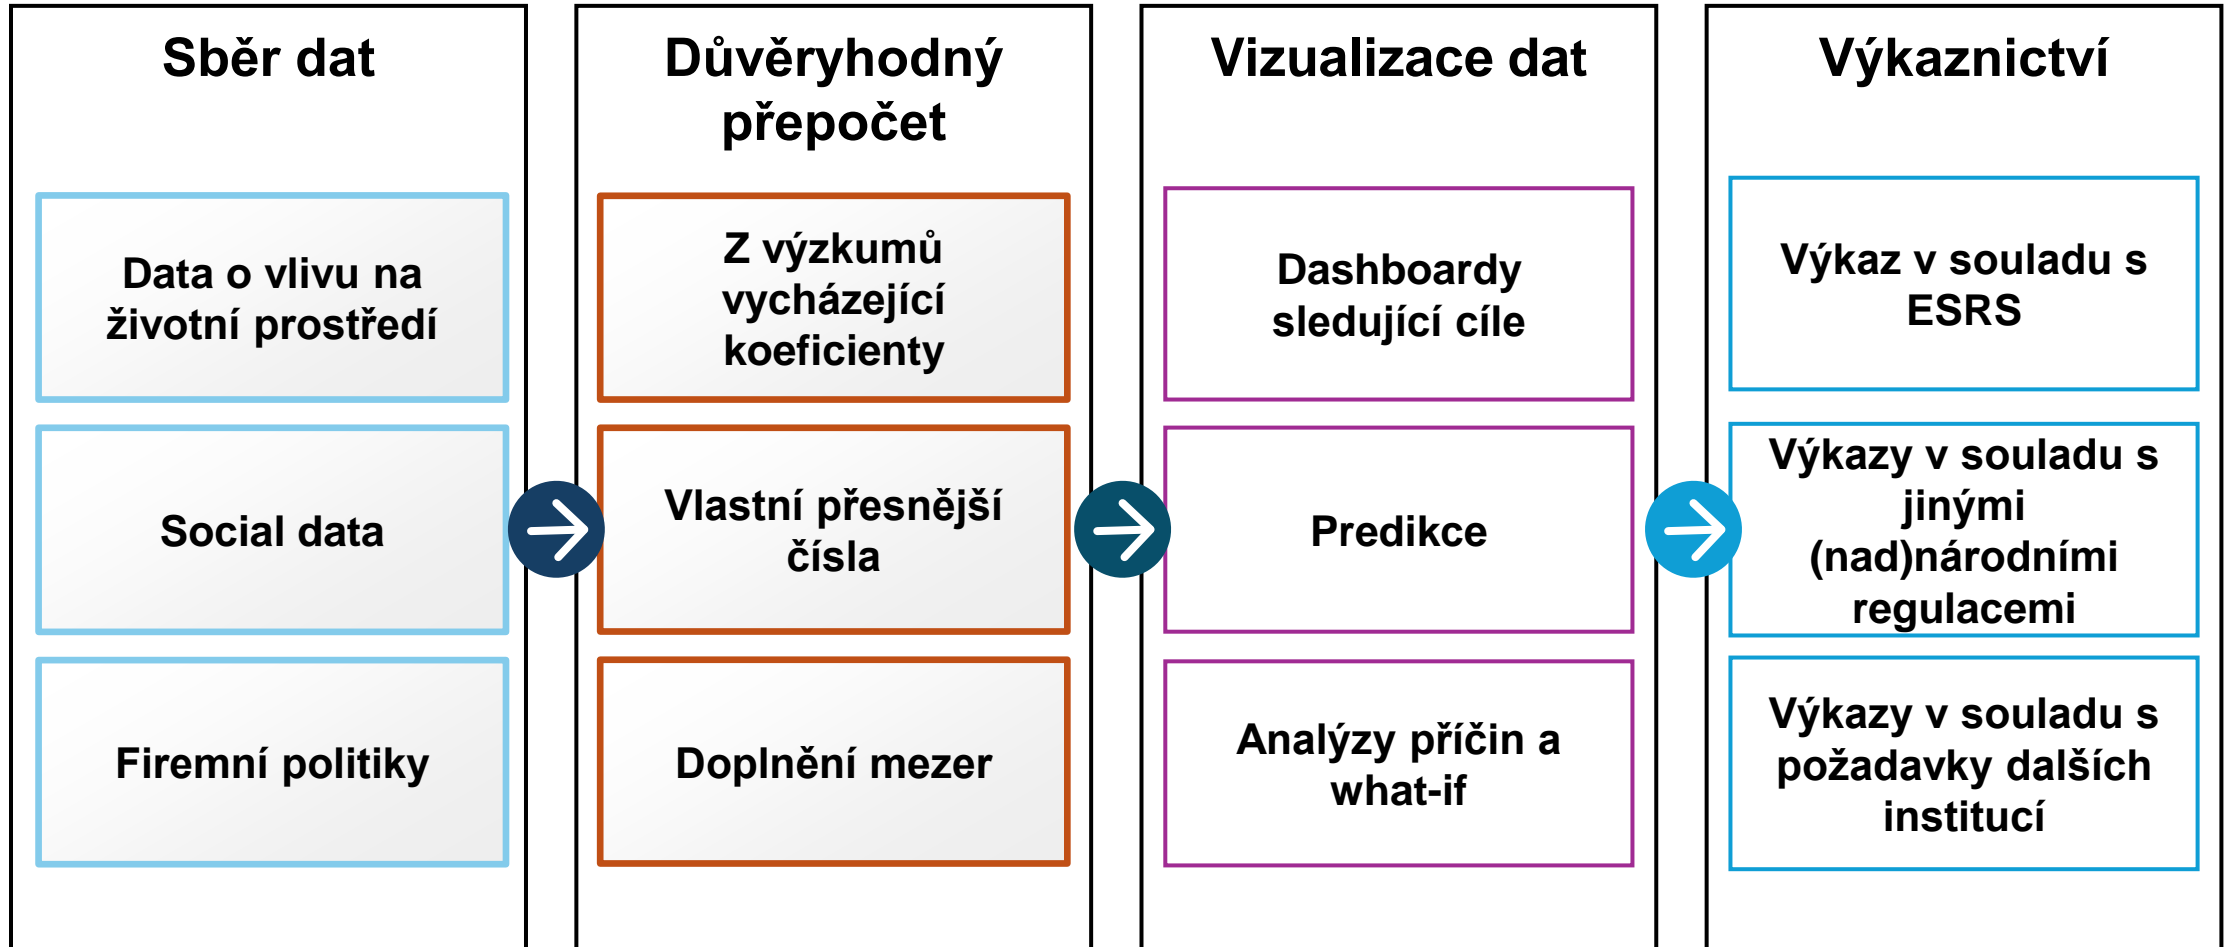 Sběr dat
Data o vlivu na
životní prostředí
Social data
Firemní politiky
Důvěryhodný
přepočet
Z výzkumů
vycházející
koeficienty
Vlastní přesnější
čísla
Doplnění mezer
Vizualizace dat
Dashboardy
sledující cíle
Predikce
Analýzy příčin a
what-if
Výkaznictví
Výkaz v souladu s
ESRS
Výkazy v souladu s
jinými
(nad)národními
regulacemi
Výkazy v souladu s
požadavky dalších
institucí